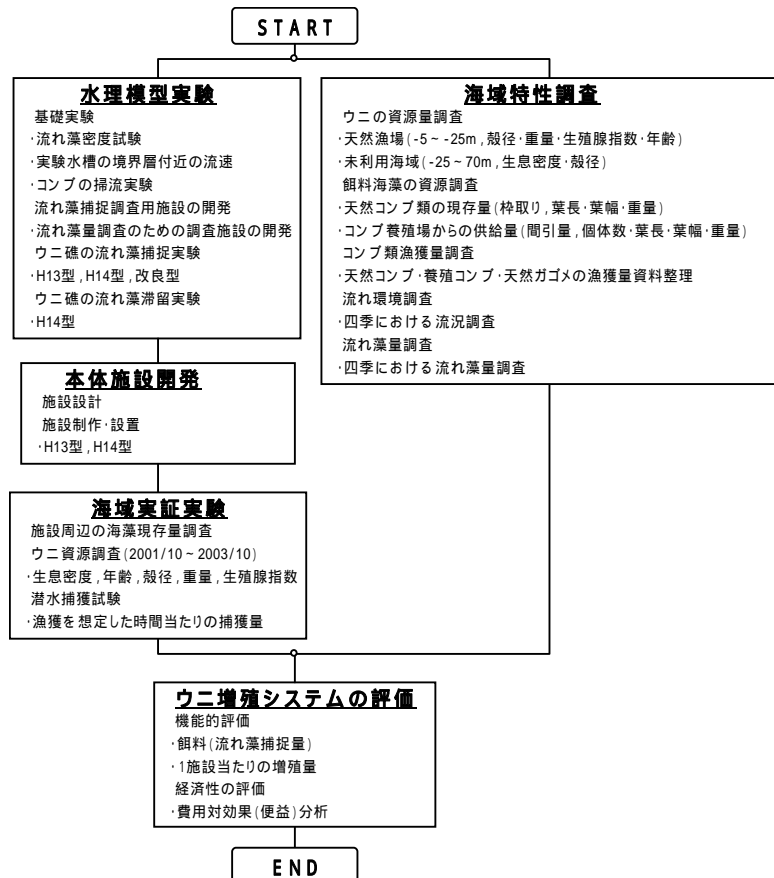 START
水理模型実験
基礎実験
･流れ藻密度試験
･実験水槽の境界層付近の流速
･コンブの掃流実験
流れ藻捕捉調査用施設の開発
･流れ藻量調査のための調査施設の開発
ウニ礁の流れ藻捕捉実験
･H13型,H14型,改良型
ウニ礁の流れ藻滞留実験
･H14型
海域特性調査
ウニの資源量調査
･天然漁場(-5~-25m,殻径･重量･生殖腺指数･年齢)
･未利用海域(-25~70m,生息密度･殻径)
餌料海藻の資源調査
･天然コンブ類の現存量(枠取り,葉長･葉幅･重量)
･コンブ養殖場からの供給量(間引量,個体数･葉長･葉幅･重量)
コンブ類漁獲量調査
･天然コンブ･養殖コンブ･天然ガゴメの漁獲量資料整理
流れ環境調査
･四季における流況調査
流れ藻量調査
･四季における流れ藻量調査
本体施設開発
施設設計
施設制作･設置
･H13型,H14型
海域実証実験
施設周辺の海藻現存量調査
ウニ資源調査(2001/10~2003/10)
･生息密度,年齢,殻径,重量,生殖腺指数
潜水捕獲試験
･漁獲を想定した時間当たりの捕獲量
ウニ増殖システムの評価
機能的評価
･餌料(流れ藻捕捉量)
･1施設当たりの増殖量
経済性の評価
･費用対効果(便益)分析
END